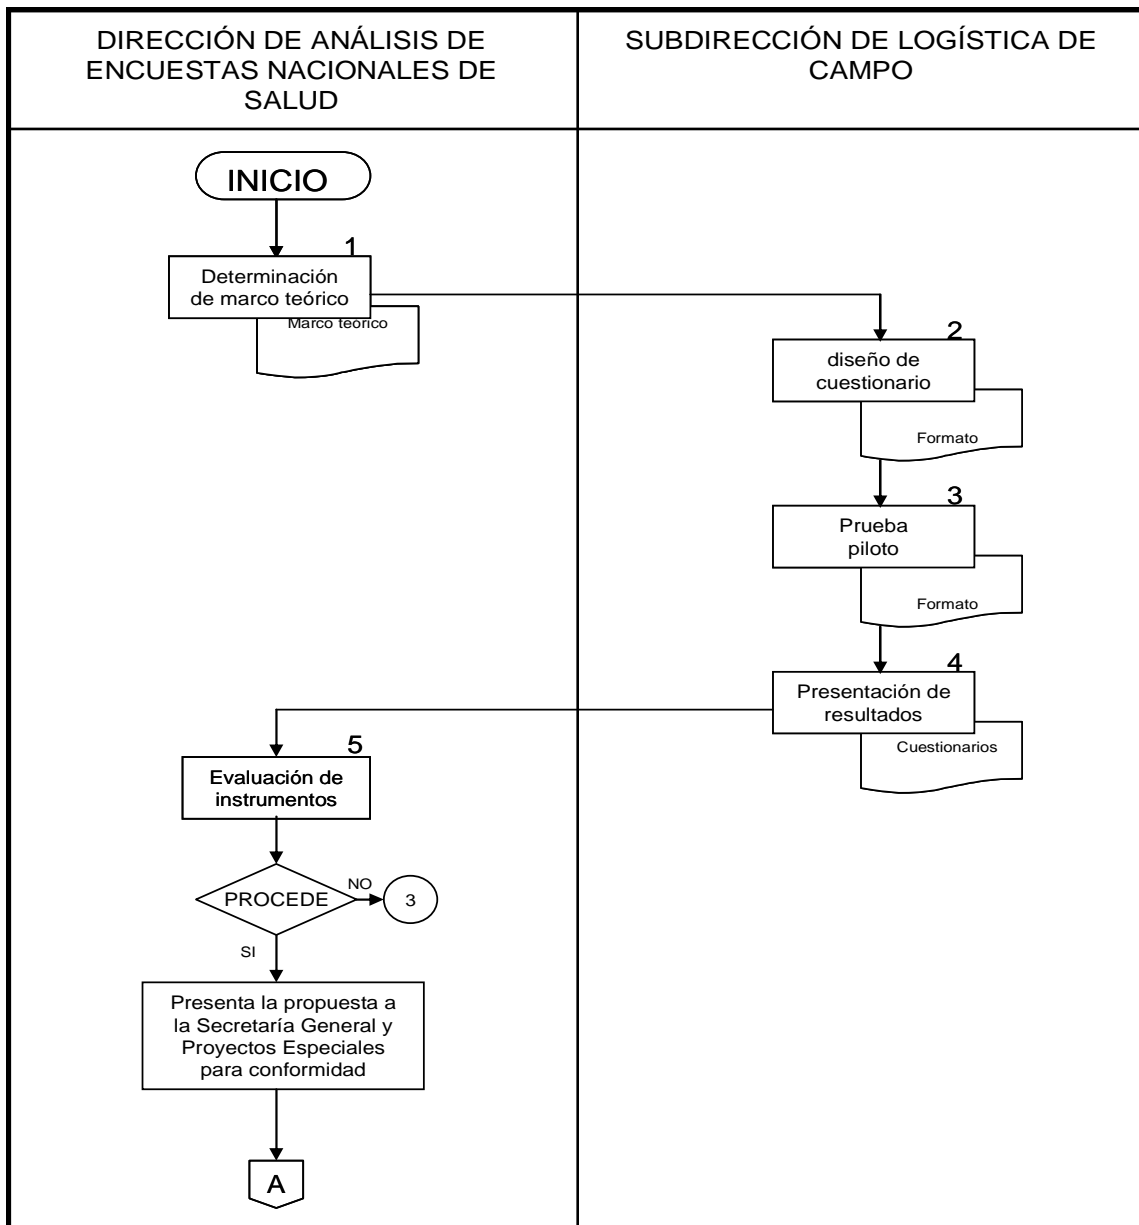 DIRECCIÓN DE ANÁLISIS DE
ENCUESTAS NACIONALES DE
SALUD
SUBDIRECCIÓN DE LOGÍSTICA DE
CAMPO
INICIO
1
Determinación
de marco teórico
Marco teórico
2
diseño de
cuestionario
Formato
3
Prueba
piloto
Formato
4
Presentación de
resultados
Cuestionarios
5
Evaluación de
instrumentos
PROCEDE
NO
3
SI
Presenta la propuesta a
la Secretaría General y
Proyectos Especiales
para conformidad
A